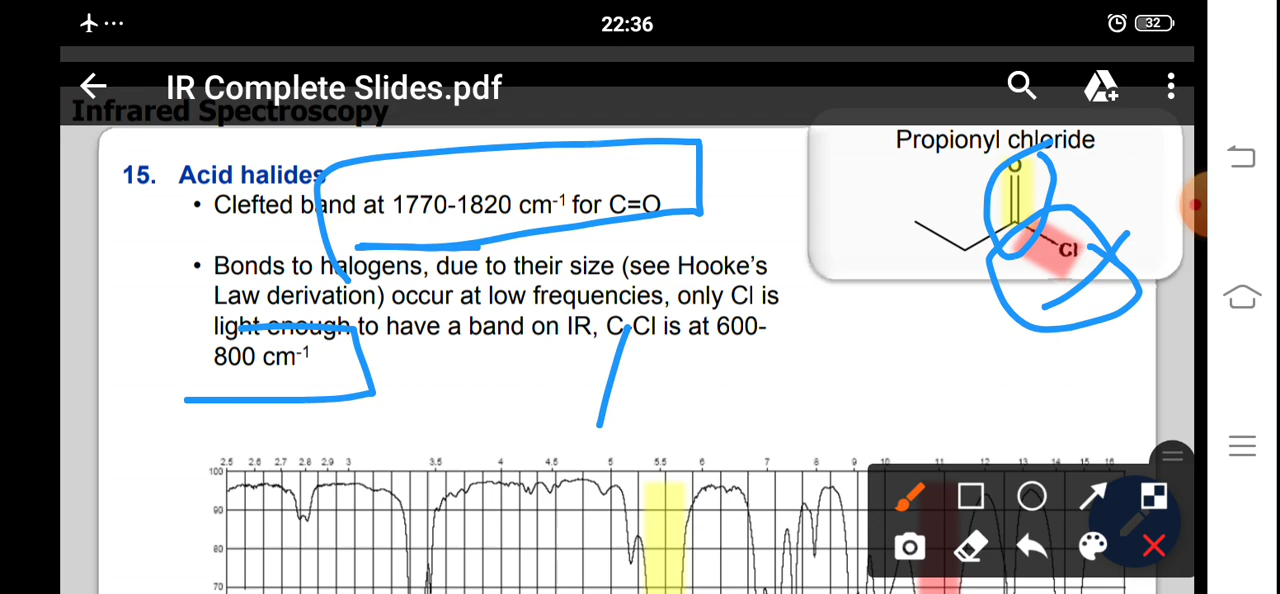 22:36
32
IR Complete Slides.pdf
Infrared Spectroscopy
Propionyl chloride
15. Acid halides
• Clefted band at 1770-1820 cm-1 for C=O
O
Cl
• Bonds to halogens, due to their size (see Hooke's
Law derivation) occur at low frequencies, only Cl is
light enough to have a band on IR, C-Cl is at 600-
800 cm-1
2.5 2.6 2.7 2.8 2.9 3 3.5 4 4.5 5 5.5 6 7 8 9 10 11 12 13 14 15 16
100
90
80
70